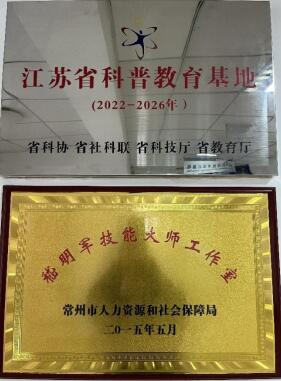 江苏省科普教育基地
(2022-2026年)
省科协 省社科联 省科技厅 省教育厅
嵇明军技能大师工作室
常州市人力资源和社会保障局
二〇一五年五月